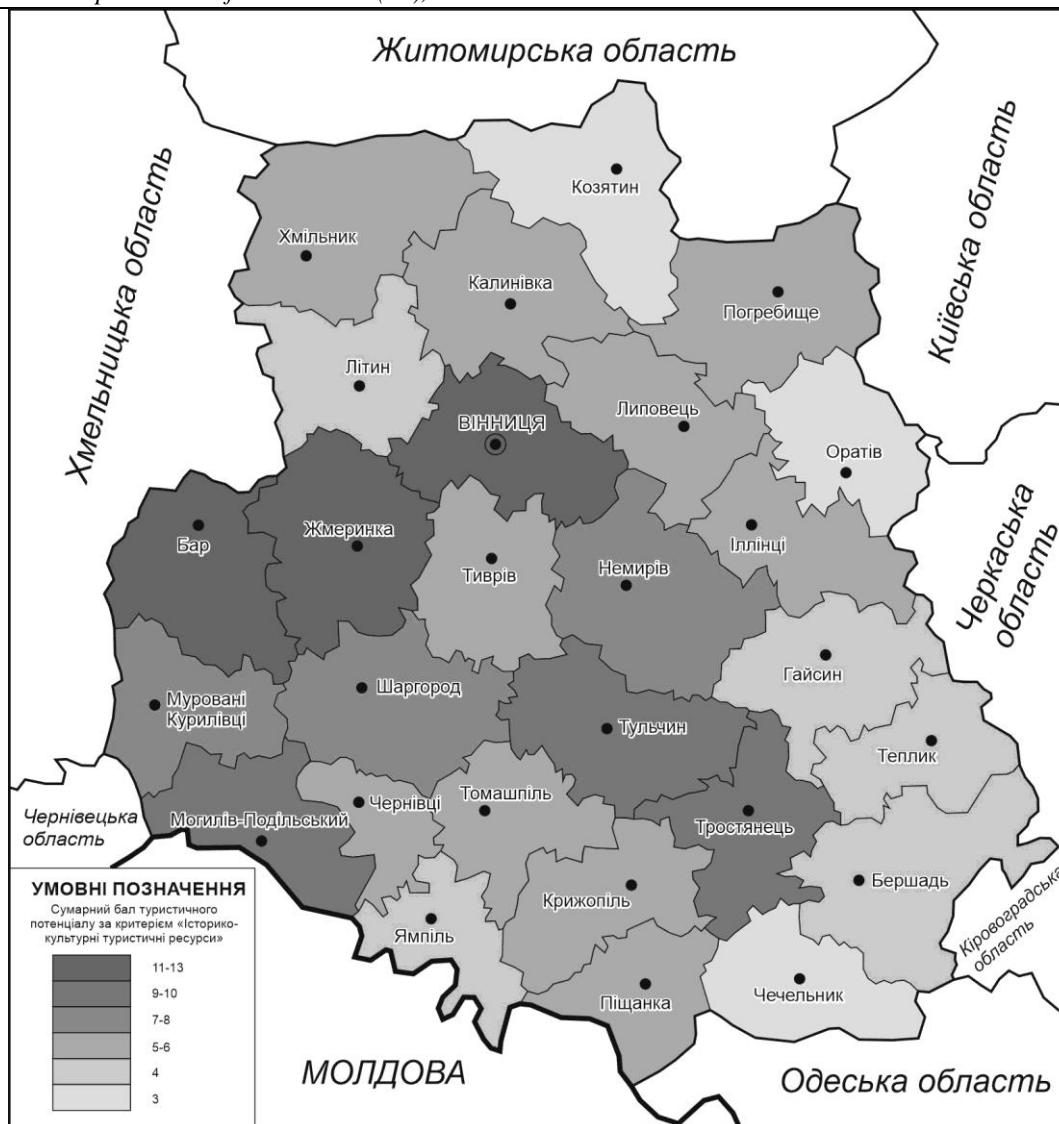 Житомирська область
Хмельницька область
Київська область
Козятин
Хмільник
Калинівка
Погребище
Літин
ВІННИЦЯ
Липовець
Оратів
Бар
Жмеринка
Тиврів
Немирів
Іллінці
Черкаська
область
Гайсин
Муровані
Курилівці
Шаргород
Тульчин
Теплик
Чернівецька
область
Могилів-Подільський
Чернівці
Томашпіль
Тростянець
Крижопіль
Бершадь
Кіровоградська
область
Ямпіль
Піщанка
Чечельник
МОЛДОВА
Одеська область
УМОВНІ ПОЗНАЧЕННЯ
Сумарний бал туристичного
потенціалу за критерієм «Історико-
культурні туристичні ресурси»
11-13
9-10
7-8
5-6
4
3